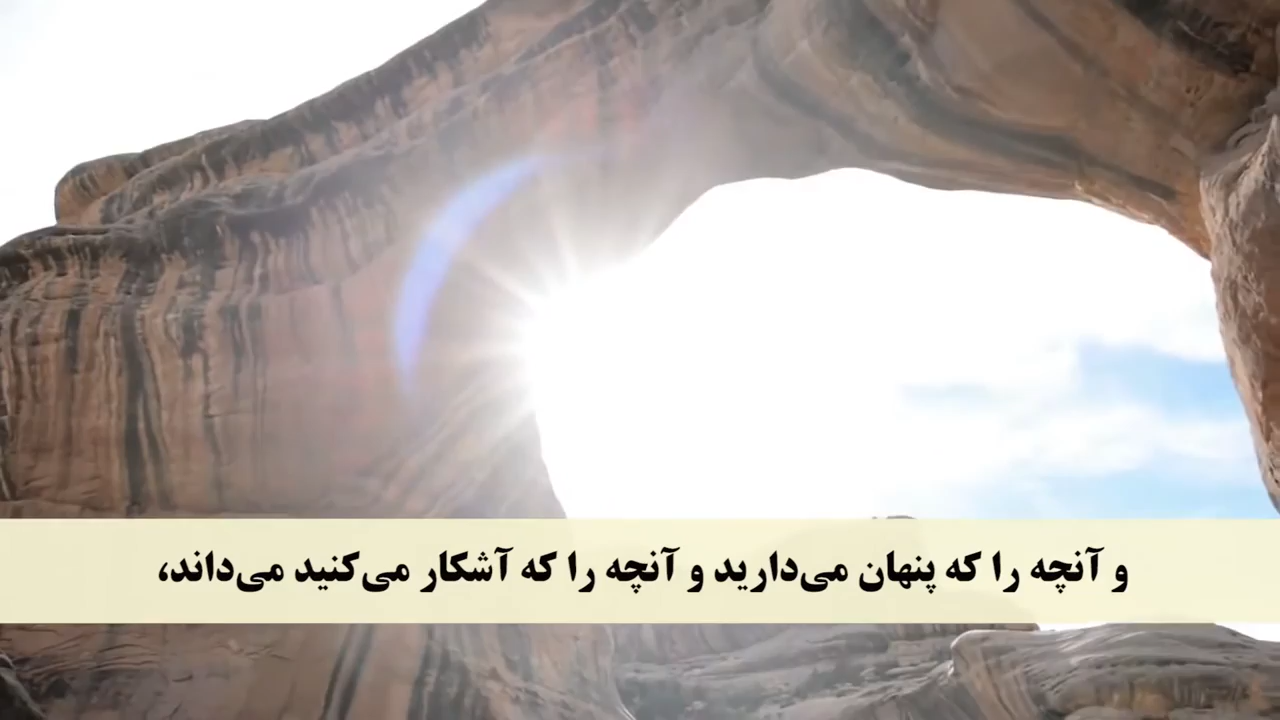 و آنچه را که پنهان می‌دارید و آنچه را که آشکار می‌کنید می‌داند،